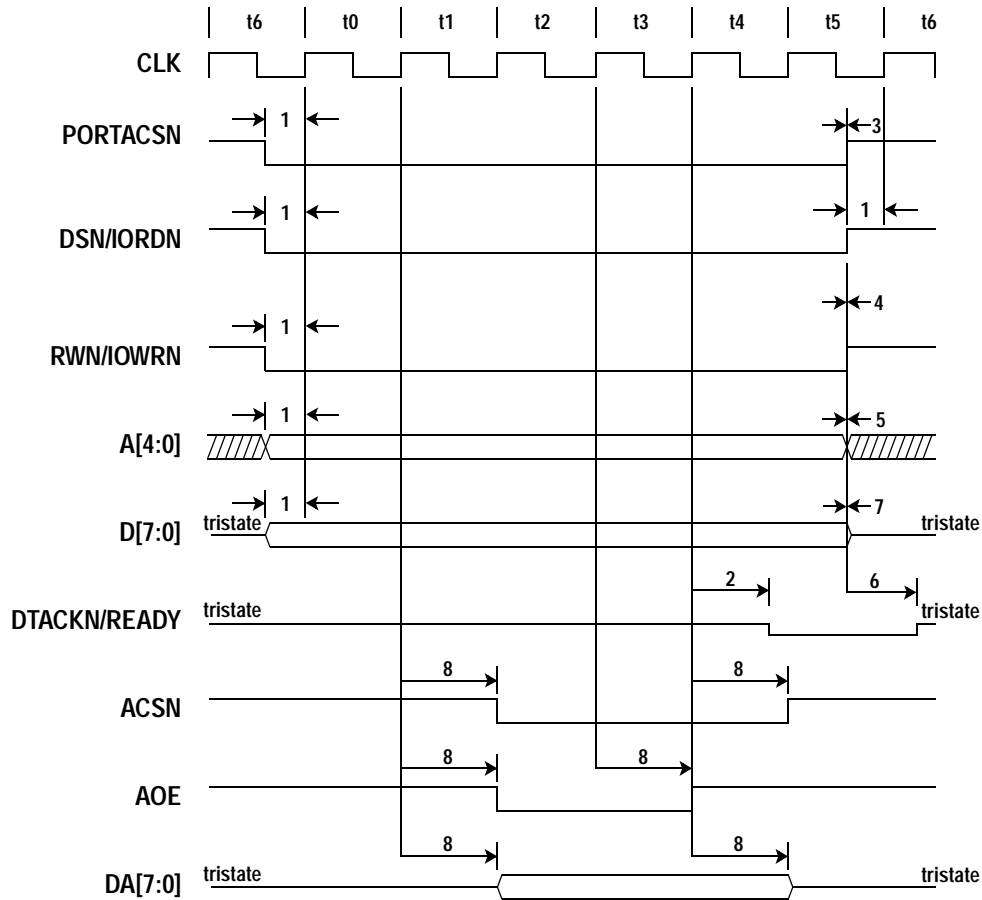 t6 t0 t1 t2 t3 t4 t5 t6
CLK
PORTACSN 1 3
DSN/IORDN 1 1
RWN/IOWRN 1 4
A[4:0] 1 5
D[7:0] tristate 1 7 tristate
DTACKN/READY tristate 2 6 tristate
ACSN 8 8
AOE 8 8
DA[7:0] tristate 8 8 tristate